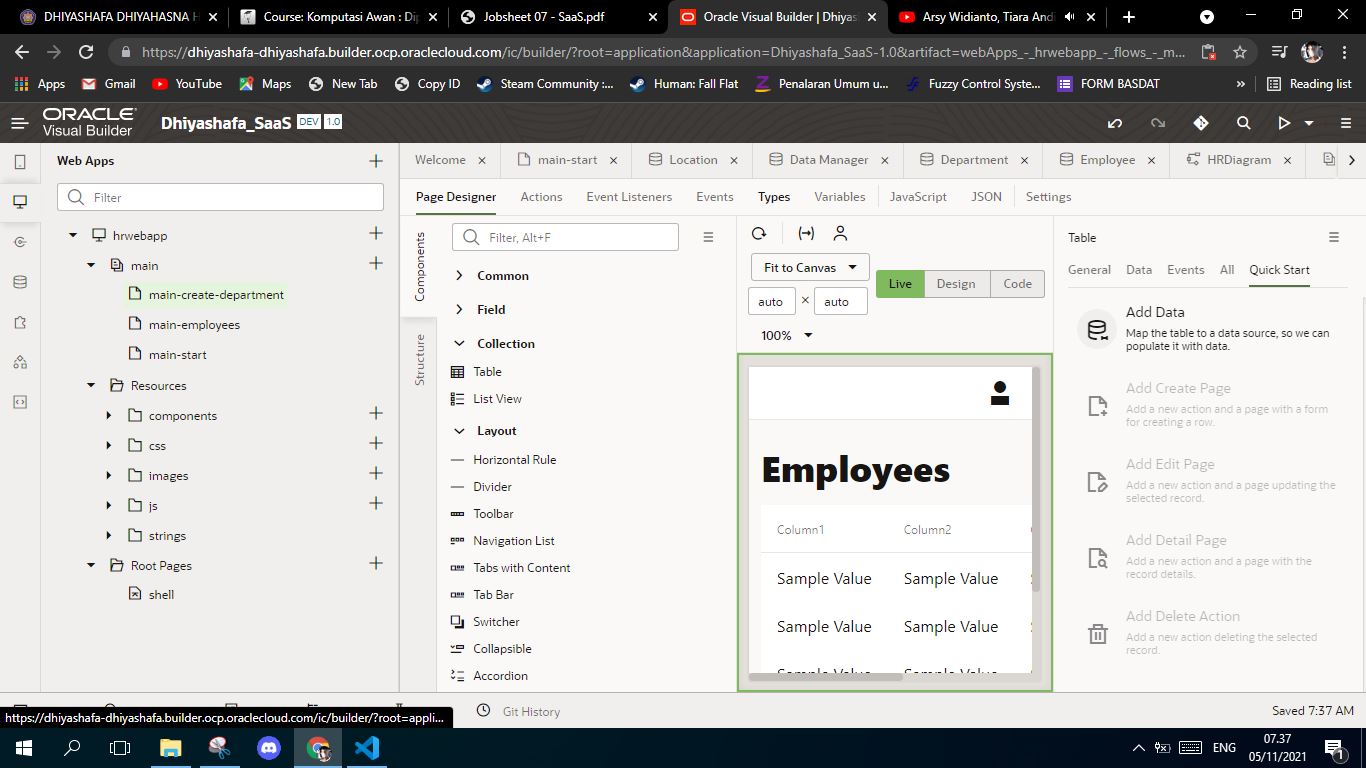 DHIYASHAFA DHIYAHASNA H
Course: Komputasi Awan : Dip
Jobsheet 07 - SaaS.pdf
Oracle Visual Builder | Dhiyash
Arsy Widianto, Tiara Andi
https://dhiyashafa-dhiyashafa.builder.ocp.oraclecloud.com/ic/builder/?root=application&application=Dhiyashafa_SaaS-1.0&artifact=webApps_-_hrwebapp_-_flows_-_m...
Apps
Gmail
YouTube
Maps
New Tab
Copy ID
Steam Community :...
Human: Fall Flat
Penalaran Umum u...
Fuzzy Control Syste...
FORM BASDAT
»
Reading list
ORACLE
Visual Builder
Dhiyashafa_SaaS DEV 1.0
Web Apps
Welcome
main-start
Location
Data Manager
Department
Employee
HRDiagram
Filter
Page Designer
Actions
Event Listeners
Events
Types
Variables
JavaScript
JSON
Settings
hrwebapp
main
main-create-department
main-employees
main-start
Resources
components
css
images
js
strings
Root Pages
shell
Components
Structure
Filter, Alt+F
Common
Field
Collection
Table
List View
Layout
Horizontal Rule
Divider
Toolbar
Navigation List
Tabs with Content
Tab Bar
Switcher
Collapsible
Accordion
Fit to Canvas
auto × auto
Live
Design
Code
100%
Employees
Column1 Column2
Sample Value Sample Value
Sample Value Sample Value
Sample Value Sample Value
Table
General
Data
Events
All
Quick Start
Add Data
Map the table to a data source, so we can
populate it with data.
Add Create Page
Add a new action and a page with a form
for creating a row.
Add Edit Page
Add a new action and a page updating the
selected record.
Add Detail Page
Add a new action and a page with the
record details.
Add Delete Action
Add a new action deleting the selected
record.
https://dhiyashafa-dhiyashafa.builder.ocp.oraclecloud.com/ic/builder/?root=appli...
Git History
Saved 7:37 AM
ENG
07.37
05/11/2021
1